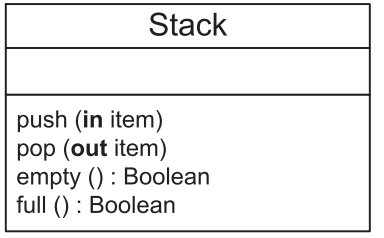 Stack
push (in item)
pop (out item)
empty () : Boolean
full () : Boolean